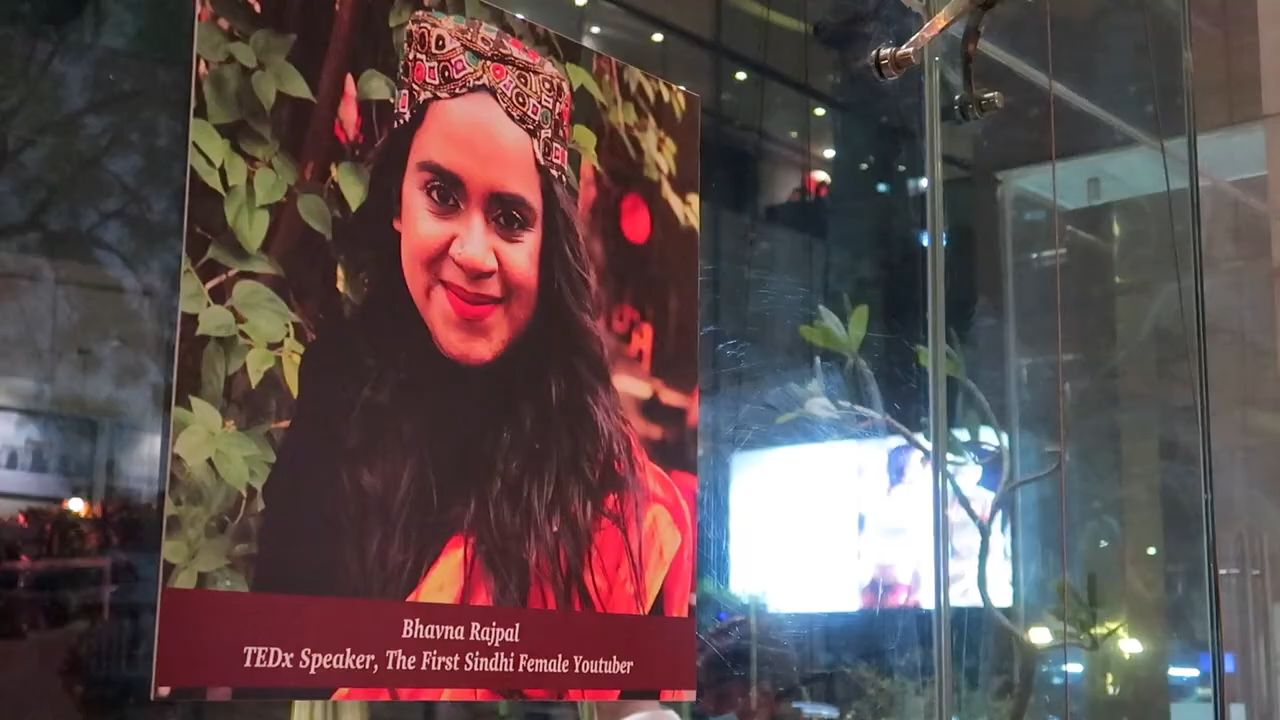 Bhavna Rajpal
TEDx Speaker, The First Sindhi Female Youtuber